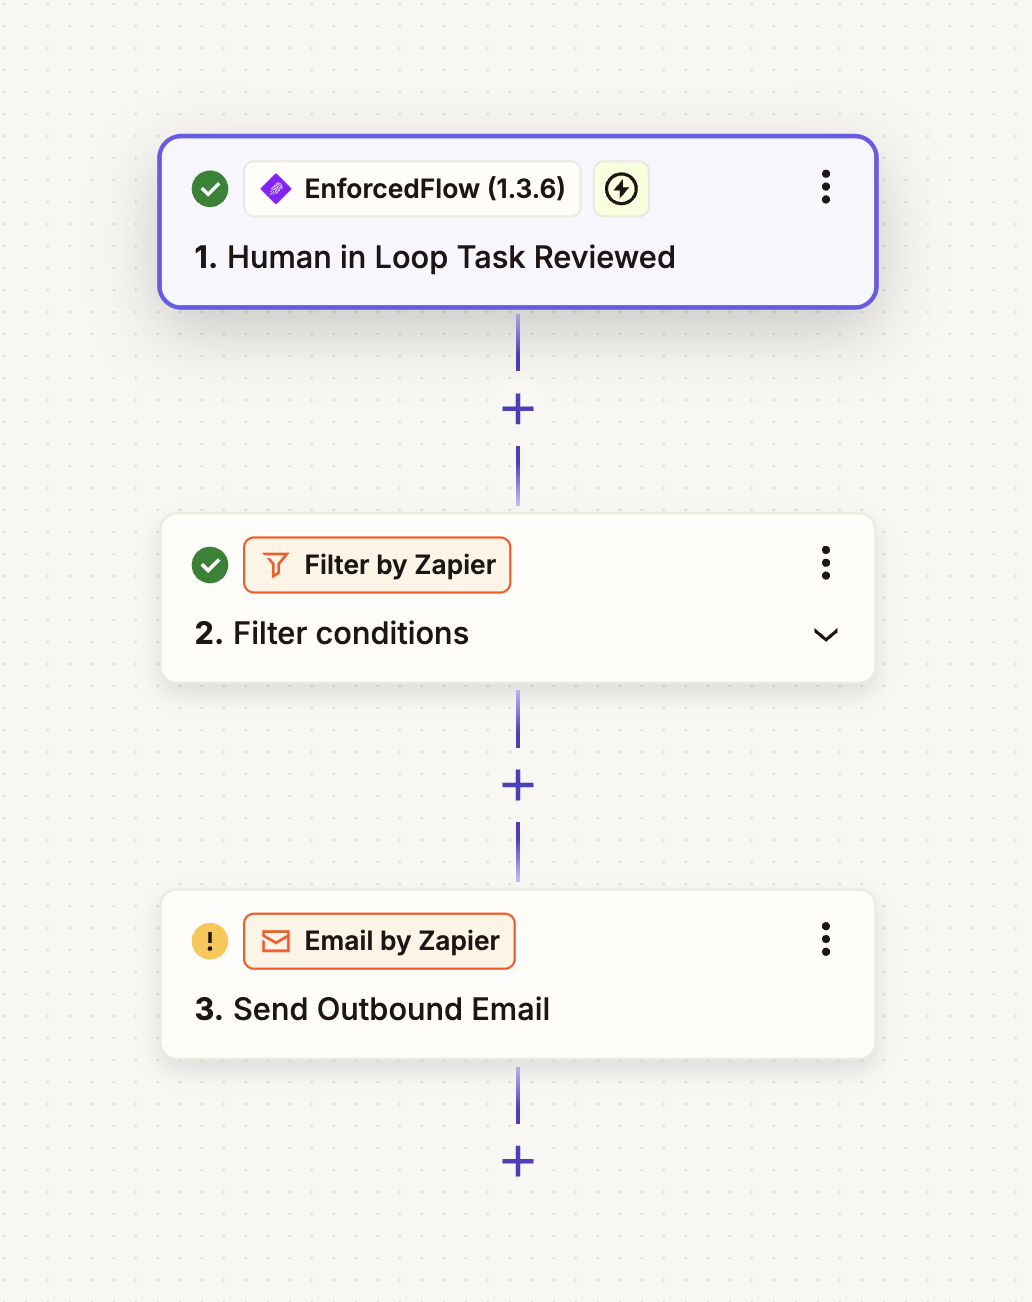 EnforcedFlow (1.3.6)
1. Human in Loop Task Reviewed
Filter by Zapier
2. Filter conditions
Email by Zapier
3. Send Outbound Email